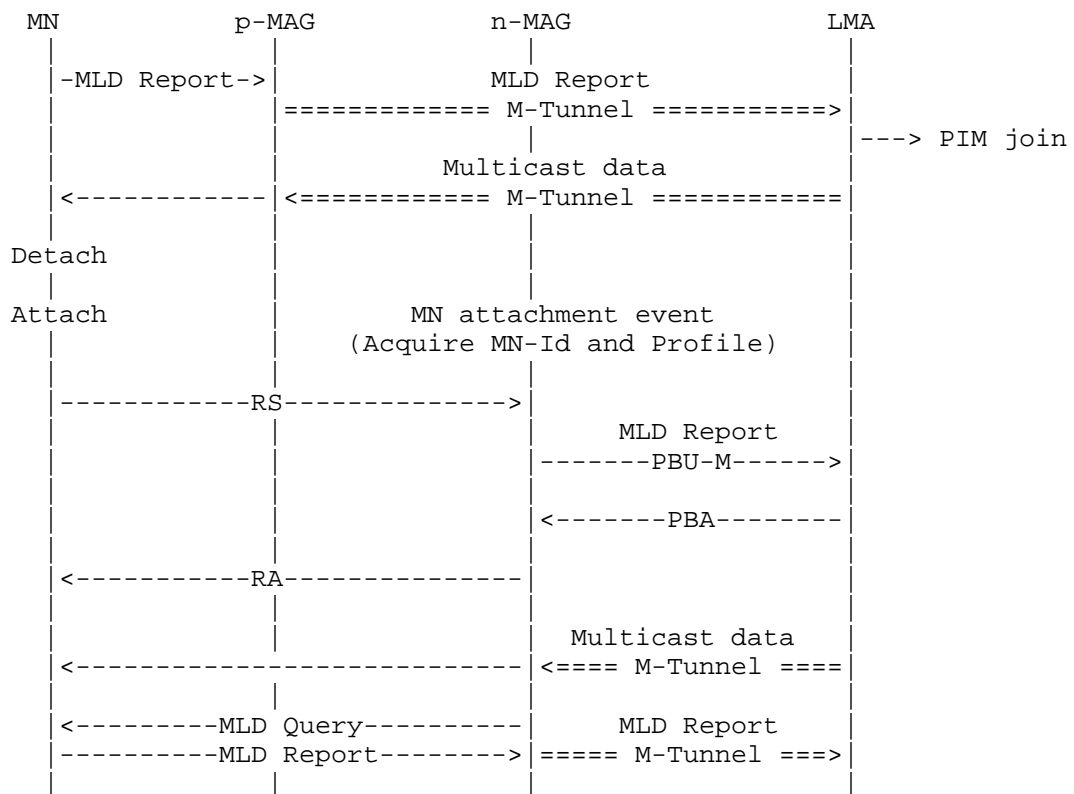 MN p-MAG n-MAG LMA
-MLD Report-> MLD Report
============= M-Tunnel ===========>
---> PIM join
Multicast data
<------------ <============ M-Tunnel ============
Detach
Attach MN attachment event
(Acquire MN-Id and Profile)
------------RS-------------->
MLD Report
-------PBU-M------>
<-------PBA--------
<-----------RA---------------
Multicast data
<---------------------------- <==== M-Tunnel ====
<---------MLD Query---------- MLD Report
----------MLD Report--------> ===== M-Tunnel ===>